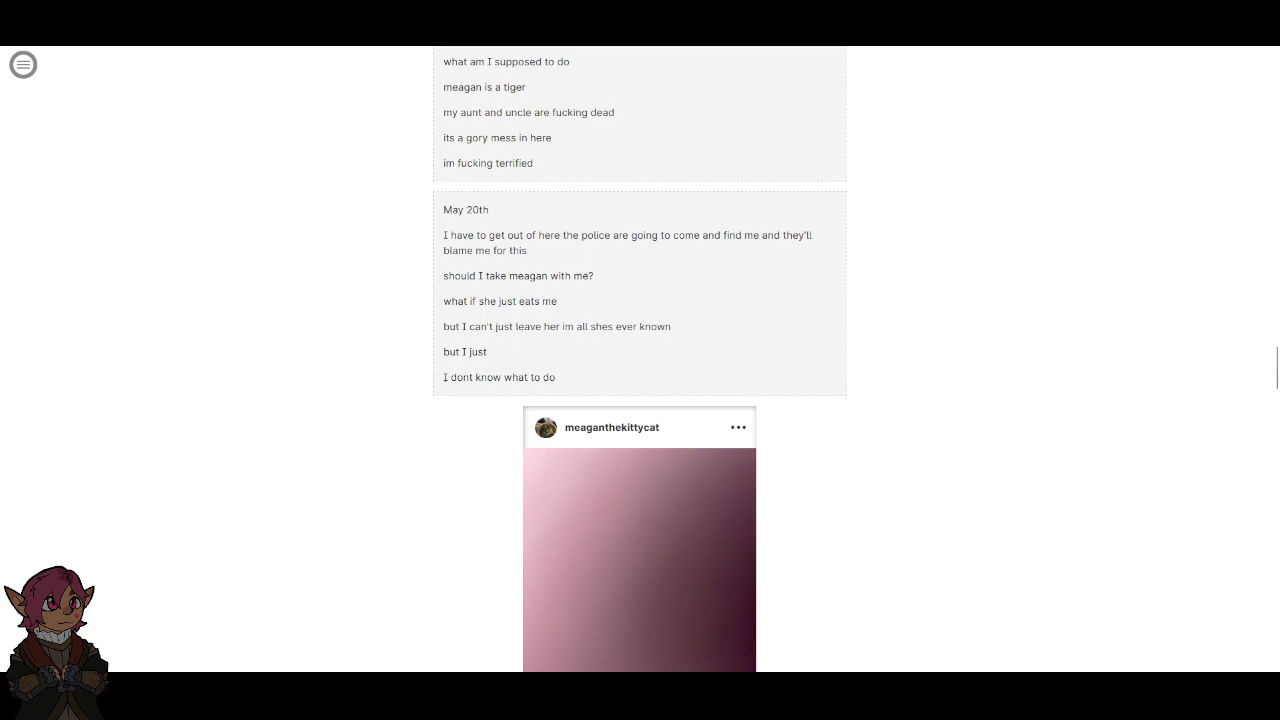 what am I supposed to do
meagan is a tiger
my aunt and uncle are fucking dead
its a gory mess in here
im fucking terrified
May 20th
I have to get out of here the police are going to come and find me and they'll
blame me for this
should I take meagan with me?
what if she just eats me
but I can't just leave her im all shes ever known
but I just
I dont know what to do
meaganthekittycat